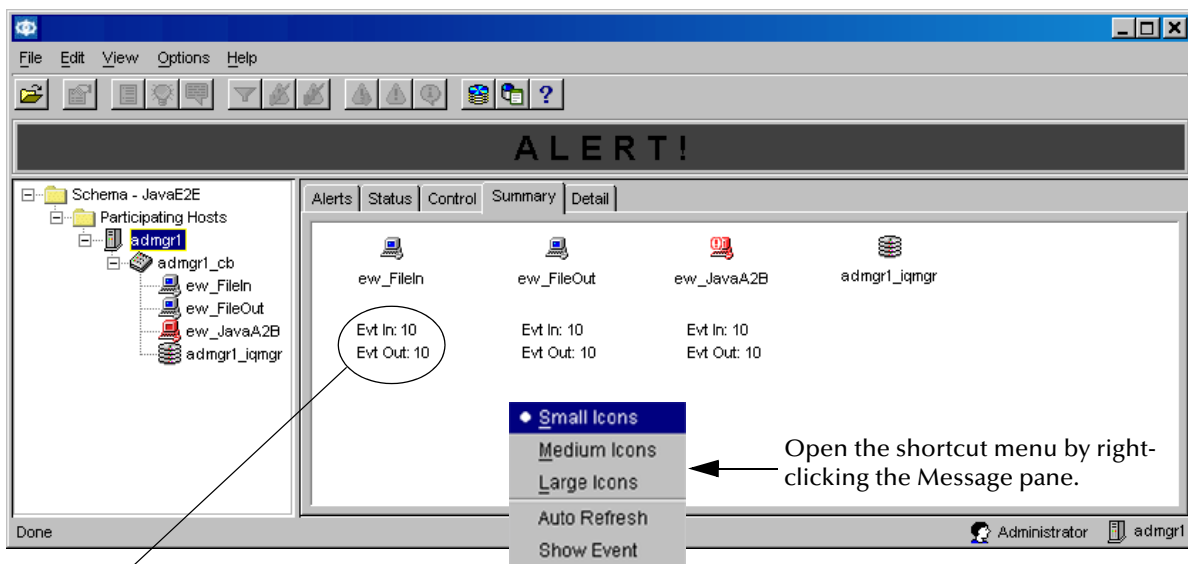 File Edit View Options Help
?
ALERT!
Schema - JavaE2E
Participating Hosts
admgr1
admgr1_cb
ew_FileIn
ew_FileOut
ew_JavaA2B
admgr1_iqmgr
Alerts Status Control Summary Detail
ew_FileIn ew_FileOut ew_JavaA2B admgr1_iqmgr
Evt In: 10 Evt In: 10 Evt In: 10
Evt Out: 10 Evt Out: 10 Evt Out: 10
Small Icons
Medium Icons
Large Icons
Auto Refresh
Show Event
Open the shortcut menu by right-
clicking the Message pane.
Done Administrator admgr1